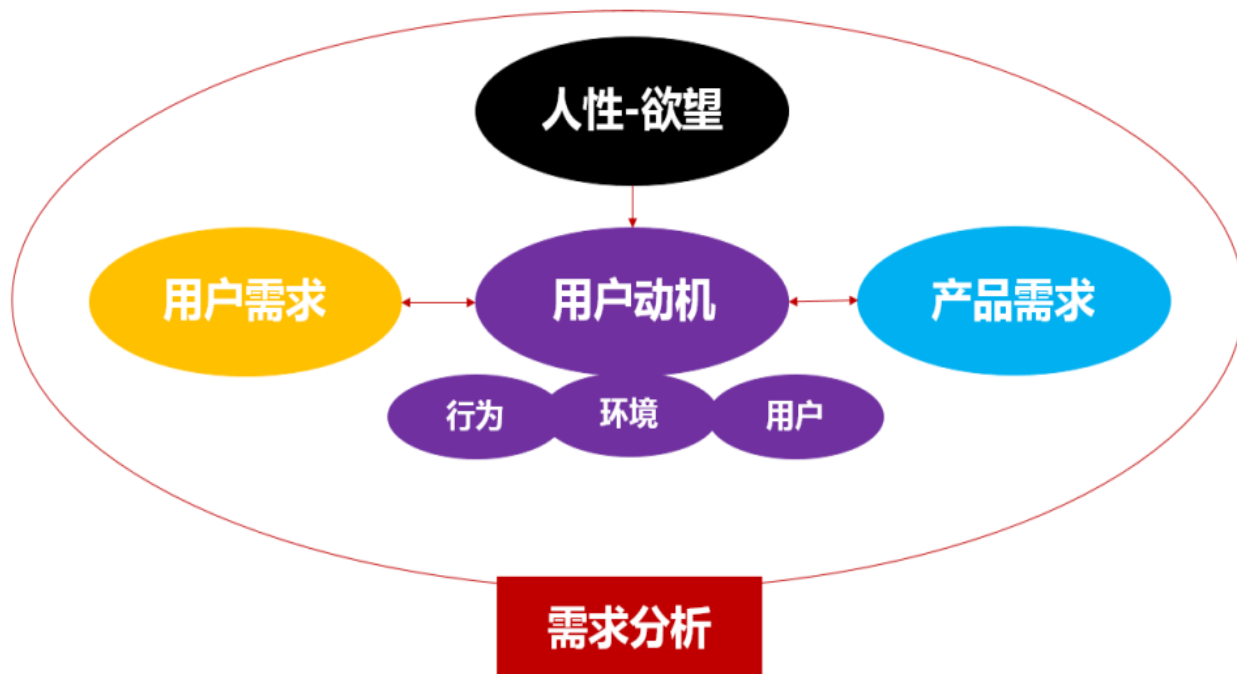 人性-欲望
用户需求
用户动机
产品需求
行为
环境
用户
需求分析